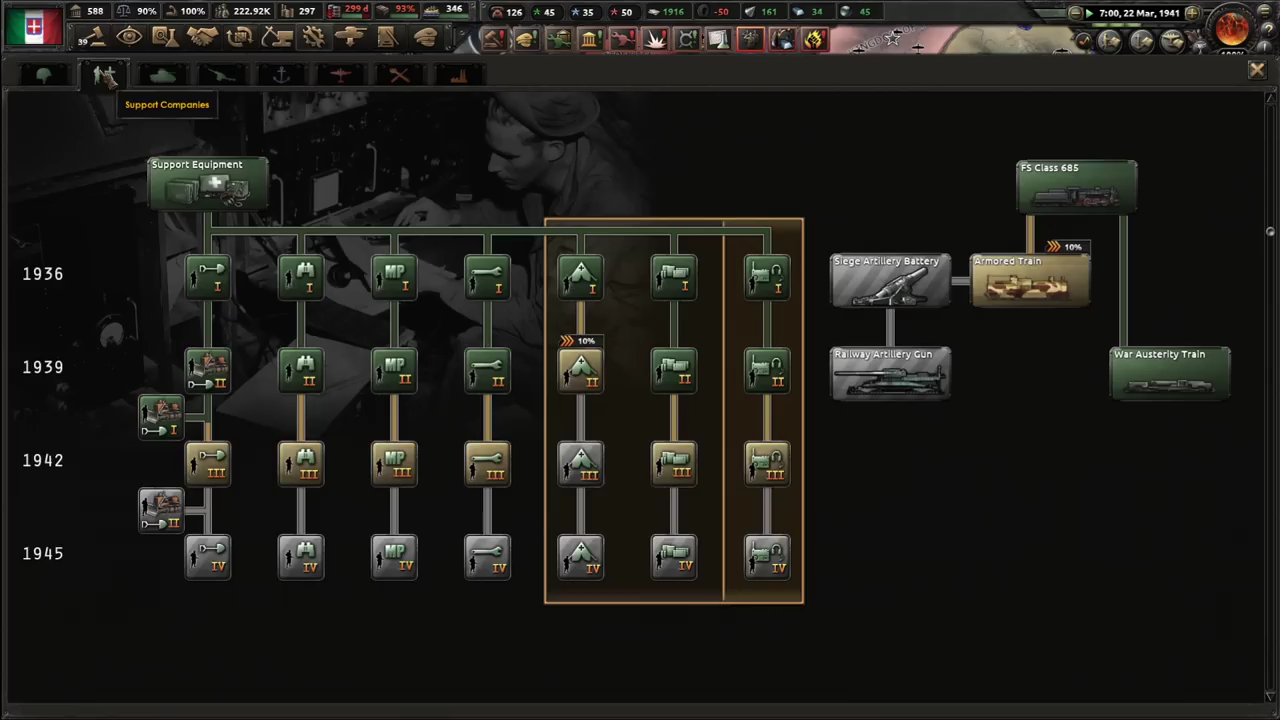 588 90% 100% 222.92K 297 299 d 93% 346 126 45 35 50 1916 -50 161 34 45 7:00, 22 Mar, 1941
39
100%
Support Companies
Support Equipment
FS Class 685
10%
1936
I I MP I I I I I
Siege Artillery Battery
Armored Train
10%
1939
II II MP II II II II II
Railway Artillery Gun
War Austerity Train
I
1942
III III MP III III III III III
II
1945
IV IV MP IV IV IV IV IV